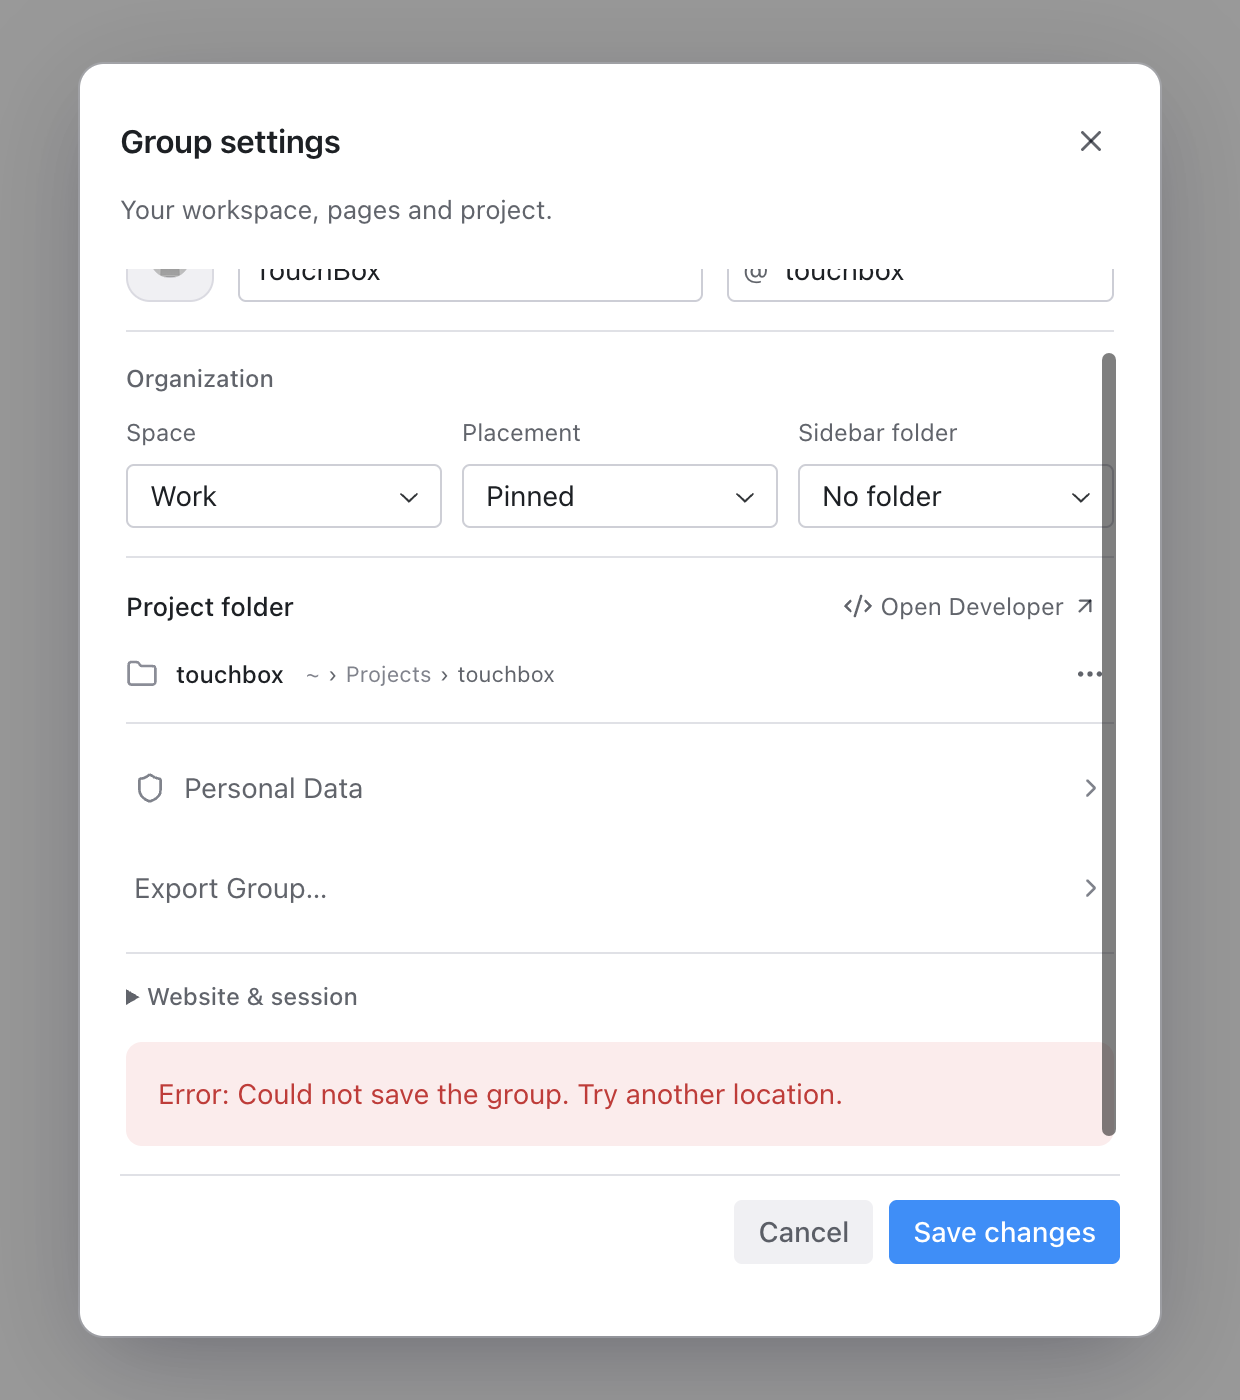 Group settings
Your workspace, pages and project.
TouchBox @ touchbox
Organization
Space Placement Sidebar folder
Work Pinned No folder
Project folder </> Open Developer
touchbox ~ › Projects › touchbox
Personal Data
Export Group...
Website & session
Error: Could not save the group. Try another location.
Cancel Save changes